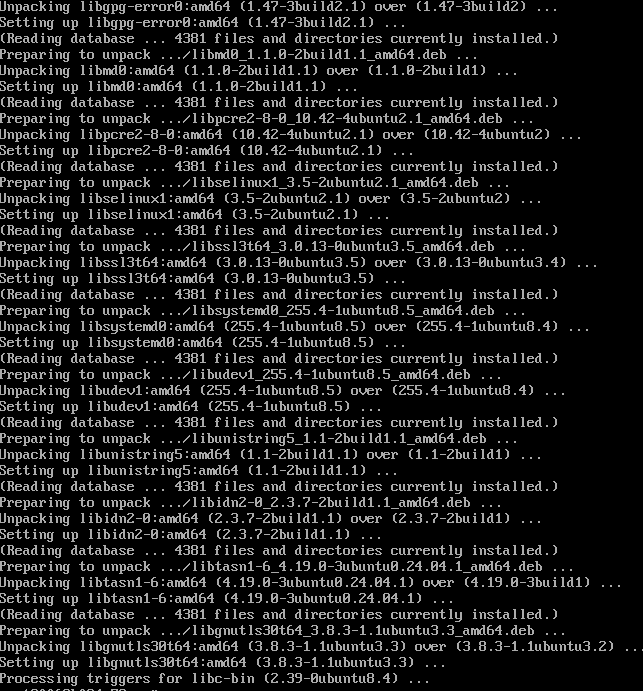 Unpacking libgpg-error0:amd64 (1.47-3build2.1) over (1.47-3build2) ...
Setting up libgpg-error0:amd64 (1.47-3build2.1) ...
(Reading database ... 4381 files and directories currently installed.)
Preparing to unpack .../libmd0_1.1.0-2build1.1_amd64.deb ...
Unpacking libmd0:amd64 (1.1.0-2build1.1) over (1.1.0-2build1) ...
Setting up libmd0:amd64 (1.1.0-2build1.1) ...
(Reading database ... 4381 files and directories currently installed.)
Preparing to unpack .../libpcre2-8-0_10.42-4ubuntu2.1_amd64.deb ...
Unpacking libpcre2-8-0:amd64 (10.42-4ubuntu2.1) over (10.42-4ubuntu2) ...
Setting up libpcre2-8-0:amd64 (10.42-4ubuntu2.1) ...
(Reading database ... 4381 files and directories currently installed.)
Preparing to unpack .../libselinux1_3.5-2ubuntu2.1_amd64.deb ...
Unpacking libselinux1:amd64 (3.5-2ubuntu2.1) over (3.5-2ubuntu2) ...
Setting up libselinux1:amd64 (3.5-2ubuntu2.1) ...
(Reading database ... 4381 files and directories currently installed.)
Preparing to unpack .../libssl3t64_3.0.13-0ubuntu3.5_amd64.deb ...
Unpacking libssl3t64:amd64 (3.0.13-0ubuntu3.5) over (3.0.13-0ubuntu3.4) ...
Setting up libssl3t64:amd64 (3.0.13-0ubuntu3.5) ...
(Reading database ... 4381 files and directories currently installed.)
Preparing to unpack .../libsystemd0_255.4-1ubuntu8.5_amd64.deb ...
Unpacking libsystemd0:amd64 (255.4-1ubuntu8.5) over (255.4-1ubuntu8.4) ...
Setting up libsystemd0:amd64 (255.4-1ubuntu8.5) ...
(Reading database ... 4381 files and directories currently installed.)
Preparing to unpack .../libudev1_255.4-1ubuntu8.5_amd64.deb ...
Unpacking libudev1:amd64 (255.4-1ubuntu8.5) over (255.4-1ubuntu8.4) ...
Setting up libudev1:amd64 (255.4-1ubuntu8.5) ...
(Reading database ... 4381 files and directories currently installed.)
Preparing to unpack .../libunistring5_1.1-2build1.1_amd64.deb ...
Unpacking libunistring5:amd64 (1.1-2build1.1) over (1.1-2build1) ...
Setting up libunistring5:amd64 (1.1-2build1.1) ...
(Reading database ... 4381 files and directories currently installed.)
Preparing to unpack .../libidn2-0_2.3.7-2build1.1_amd64.deb ...
Unpacking libidn2-0:amd64 (2.3.7-2build1.1) over (2.3.7-2build1) ...
Setting up libidn2-0:amd64 (2.3.7-2build1.1) ...
(Reading database ... 4381 files and directories currently installed.)
Preparing to unpack .../libtasn1-6_4.19.0-3ubuntu0.24.04.1_amd64.deb ...
Unpacking libtasn1-6:amd64 (4.19.0-3ubuntu0.24.04.1) over (4.19.0-3build1) ...
Setting up libtasn1-6:amd64 (4.19.0-3ubuntu0.24.04.1) ...
(Reading database ... 4381 files and directories currently installed.)
Preparing to unpack .../libgnutls30t64_3.8.3-1.1ubuntu3.3_amd64.deb ...
Unpacking libgnutls30t64:amd64 (3.8.3-1.1ubuntu3.3) over (3.8.3-1.1ubuntu3.2) ...
Setting up libgnutls30t64:amd64 (3.8.3-1.1ubuntu3.3) ...
Processing triggers for libc-bin (2.39-0ubuntu8.4) ...